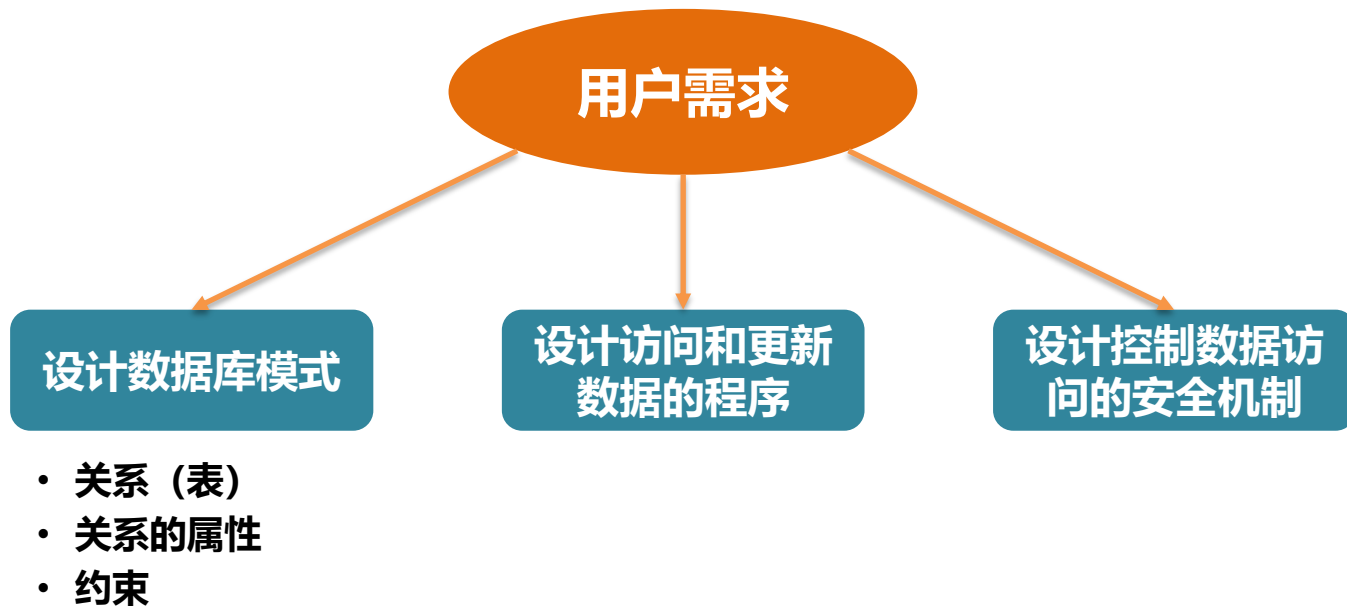 用户需求
设计数据库模式
设计访问和更新
数据的程序
设计控制数据访
问的安全机制
• 关系（表）
• 关系的属性
• 约束